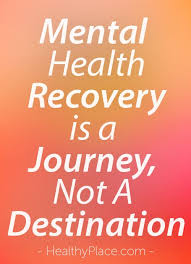 Mental
Health
Recovery
is a
Journey,
Not A
Destination
- HealthyPlace.com -